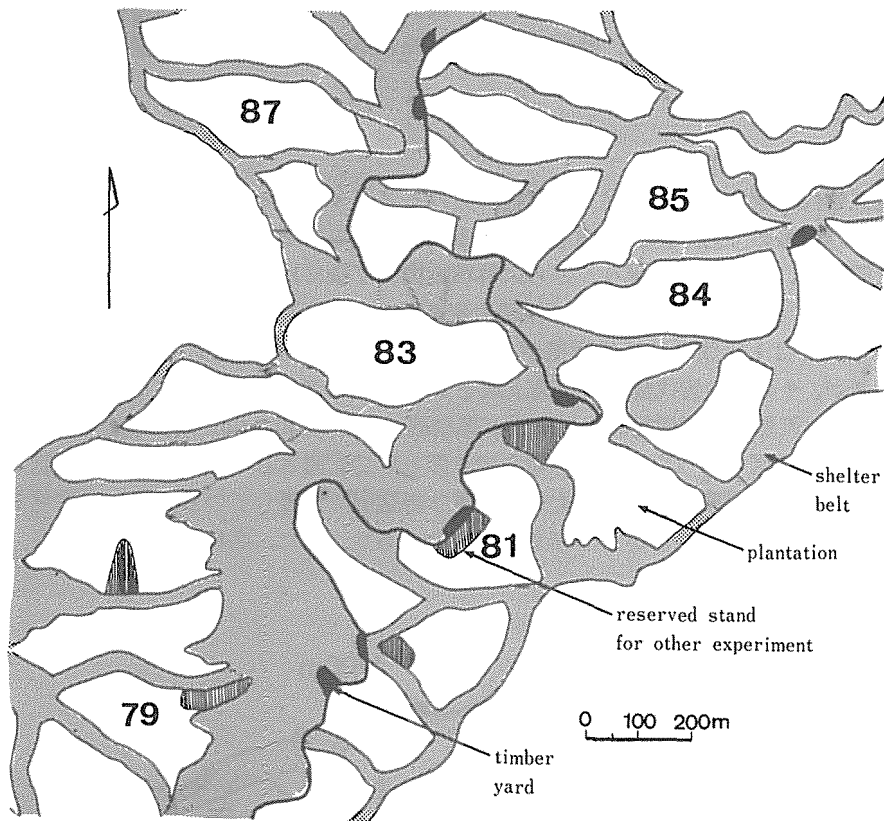 87
85
84
83
shelter
belt
81
plantation
reserved stand
for other experiment
79
0 100 200m
timber
yard